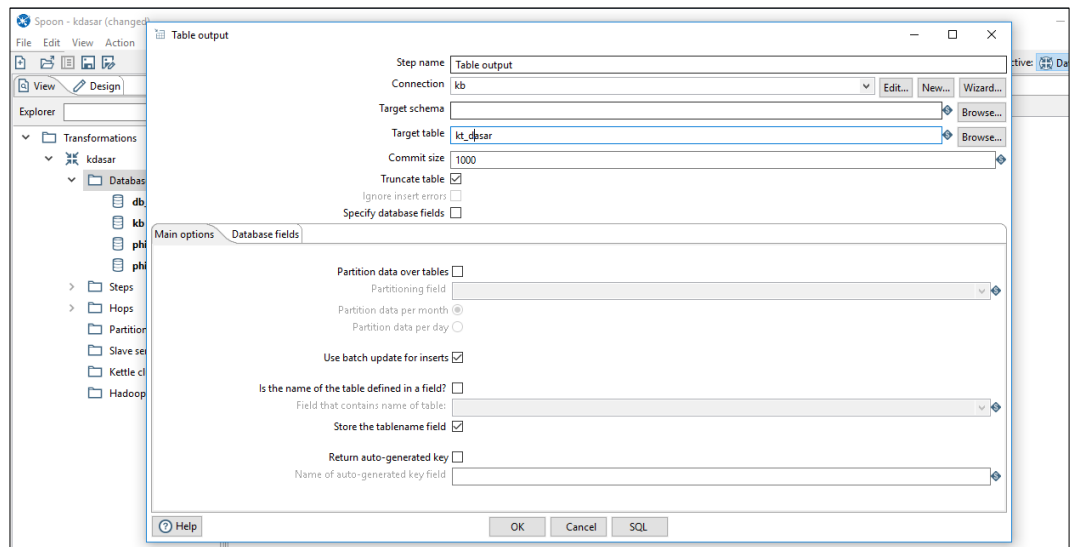 Spoon - kdasar (changed
Table output
File Edit View Action
ctive:
Da
View
Design
Explorer
Transformations
kdasar
Databas
db_
kb
phi
phi
Steps
Hops
Partition
Slave se
Kettle cl
Hadoop
Step name Table output
Connection kb Edit... New... Wizard...
Target schema Browse...
Target table kt_dasar Browse...
Commit size 1000
Truncate table
Ignore insert errors
Specify database fields
Main options Database fields
Partition data over tables
Partitioning field
Partition data per month
Partition data per day
Use batch update for inserts
Is the name of the table defined in a field?
Field that contains name of table:
Store the tablename field
Return auto-generated key
Name of auto-generated key field
Help OK Cancel SQL